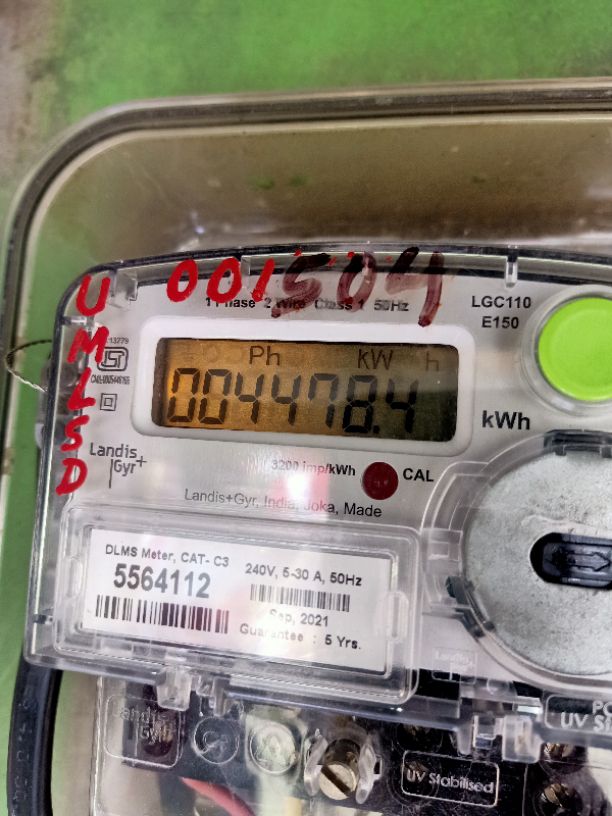 001504
UMLSD
1 Phase 2 Wire Class 1 50Hz
LGC110
E150
Ph kW h
004478.4
kWh
Landis
Gyr+
3200 imp/kWh
CAL
Landis+Gyr, India, Joka, Made
DLMS Meter, CAT- C3
5564112
240V, 5-30 A, 50Hz
Sep, 2021
Guarantee : 5 Yrs.
Landis
Gyr
UV Stabilised